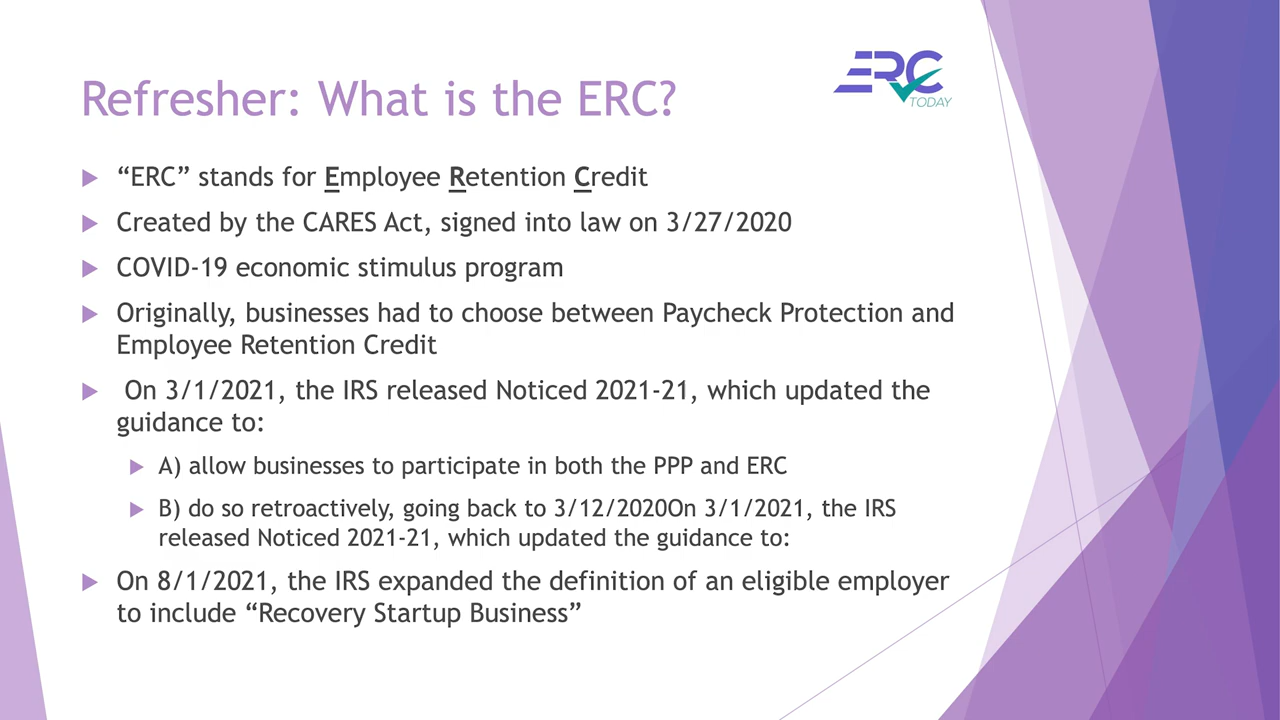 Refresher: What is the ERC?
ERC
TODAY
“ERC” stands for Employee Retention Credit
Created by the CARES Act, signed into law on 3/27/2020
COVID-19 economic stimulus program
Originally, businesses had to choose between Paycheck Protection and
Employee Retention Credit
On 3/1/2021, the IRS released Noticed 2021-21, which updated the
guidance to:
A) allow businesses to participate in both the PPP and ERC
B) do so retroactively, going back to 3/12/2020On 3/1/2021, the IRS
released Noticed 2021-21, which updated the guidance to:
On 8/1/2021, the IRS expanded the definition of an eligible employer
to include “Recovery Startup Business”